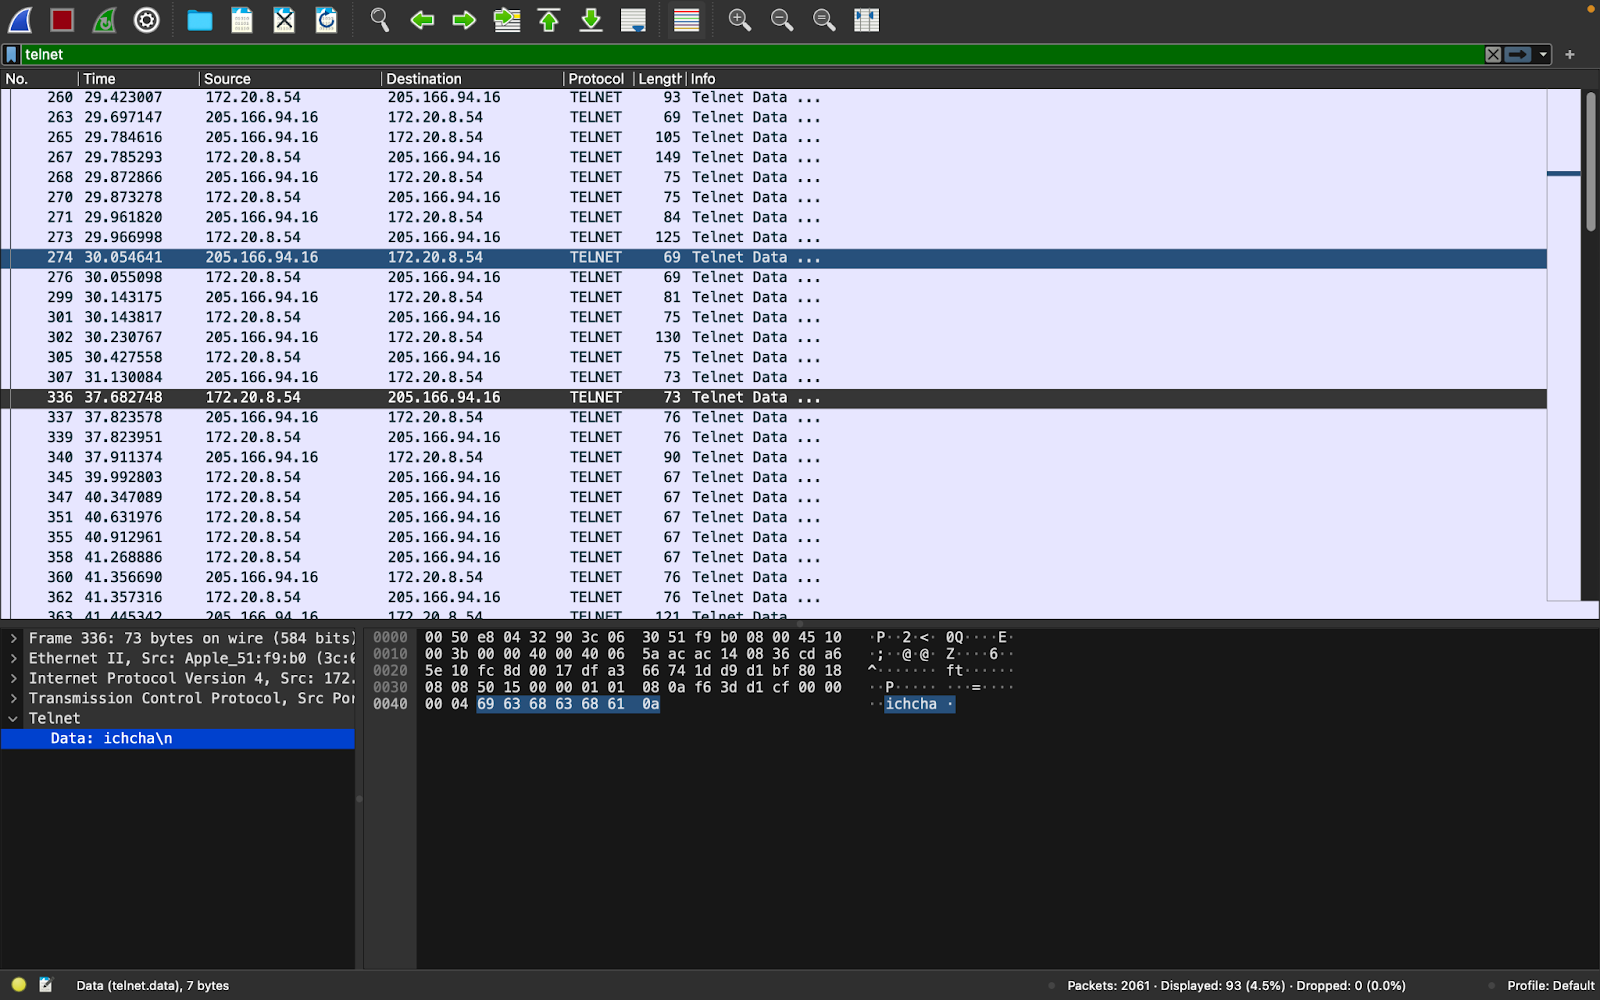 telnet
No. Time Source Destination Protocol Length Info
260 29.423007 172.20.8.54 205.166.94.16 TELNET 93 Telnet Data ...
263 29.697147 205.166.94.16 172.20.8.54 TELNET 69 Telnet Data ...
265 29.784616 205.166.94.16 172.20.8.54 TELNET 105 Telnet Data ...
267 29.785293 172.20.8.54 205.166.94.16 TELNET 149 Telnet Data ...
268 29.872866 205.166.94.16 172.20.8.54 TELNET 75 Telnet Data ...
270 29.873278 172.20.8.54 205.166.94.16 TELNET 75 Telnet Data ...
271 29.961820 205.166.94.16 172.20.8.54 TELNET 84 Telnet Data ...
273 29.966998 172.20.8.54 205.166.94.16 TELNET 125 Telnet Data ...
274 30.054641 205.166.94.16 172.20.8.54 TELNET 69 Telnet Data ...
276 30.055098 172.20.8.54 205.166.94.16 TELNET 69 Telnet Data ...
299 30.143175 205.166.94.16 172.20.8.54 TELNET 81 Telnet Data ...
301 30.143817 172.20.8.54 205.166.94.16 TELNET 75 Telnet Data ...
302 30.230767 205.166.94.16 172.20.8.54 TELNET 130 Telnet Data ...
305 30.427558 172.20.8.54 205.166.94.16 TELNET 75 Telnet Data ...
307 31.130084 205.166.94.16 172.20.8.54 TELNET 73 Telnet Data ...
336 37.682748 172.20.8.54 205.166.94.16 TELNET 73 Telnet Data ...
337 37.823578 205.166.94.16 172.20.8.54 TELNET 76 Telnet Data ...
339 37.823951 172.20.8.54 205.166.94.16 TELNET 76 Telnet Data ...
340 37.911374 205.166.94.16 172.20.8.54 TELNET 90 Telnet Data ...
345 39.992803 172.20.8.54 205.166.94.16 TELNET 67 Telnet Data ...
347 40.347089 172.20.8.54 205.166.94.16 TELNET 67 Telnet Data ...
351 40.631976 172.20.8.54 205.166.94.16 TELNET 67 Telnet Data ...
355 40.912961 172.20.8.54 205.166.94.16 TELNET 67 Telnet Data ...
358 41.268886 172.20.8.54 205.166.94.16 TELNET 67 Telnet Data ...
360 41.356690 205.166.94.16 172.20.8.54 TELNET 76 Telnet Data ...
362 41.357316 172.20.8.54 205.166.94.16 TELNET 76 Telnet Data ...
363 41.445342 205.166.94.16 172.20.8.54 TELNET 121 Telnet Data ...
Frame 336: 73 bytes on wire (584 bits)
Ethernet II, Src: Apple_51:f9:b0 (3c:0
Internet Protocol Version 4, Src: 172.
Transmission Control Protocol, Src Por
Telnet
Data: ichcha\n
0000 00 50 e8 04 32 90 3c 06 30 51 f9 b0 08 00 45 10 ·P··2·<· 0Q····E·
0010 00 3b 00 00 40 00 40 06 5a ac ac 14 08 36 cd a6 ·;··@·@· Z····6··
0020 5e 10 fc 8d 00 17 df a3 66 74 1d d9 d1 bf 80 18 ^······· ft······
0030 08 08 50 15 00 00 01 01 08 0a f6 3d d1 cf 00 00 ··P····· ···=····
0040 00 04 69 63 68 63 68 61 0a ··ichcha ·
Data (telnet.data), 7 bytes
Packets: 2061 · Displayed: 93 (4.5%) · Dropped: 0 (0.0%)
Profile: Default